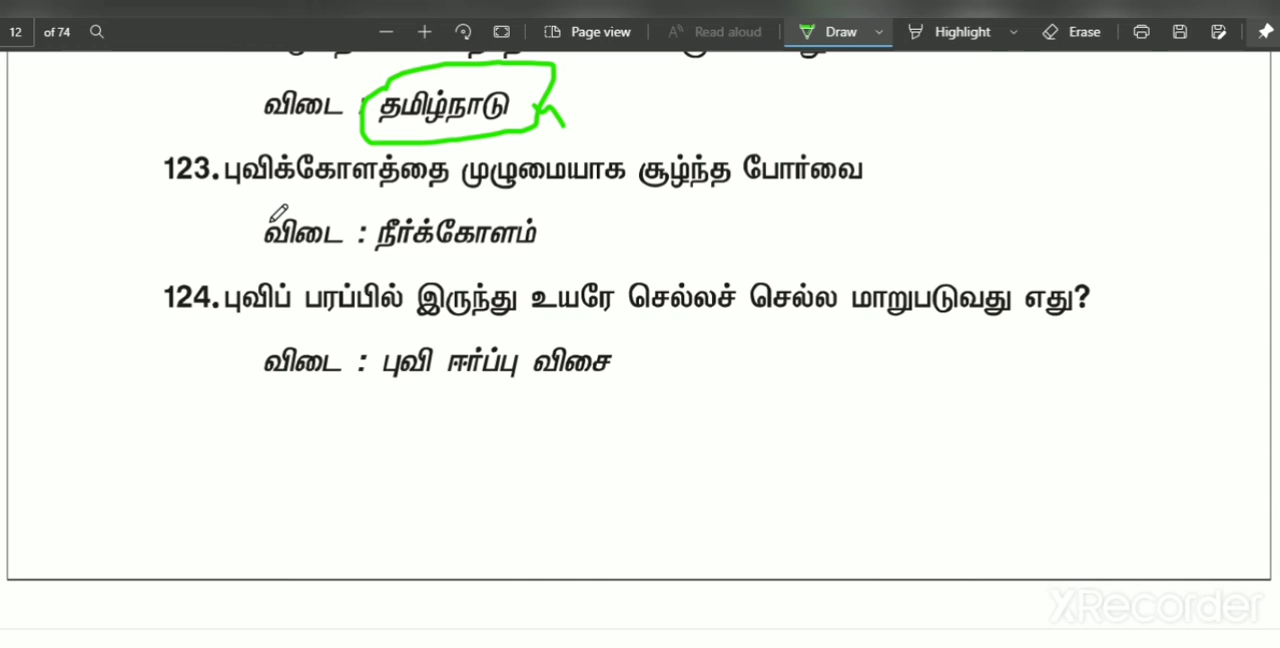 12 of 74 Page view Read aloud Draw Highlight Erase
விடை : தமிழ்நாடு
123. புவிக்கோளத்தை முழுமையாக சூழ்ந்த போர்வை
விடை : நீர்க்கோளம்
124. புவிப் பரப்பில் இருந்து உயரே செல்லச் செல்ல மாறுபடுவது எது?
விடை : புவி ஈர்ப்பு விசை
XRecorder